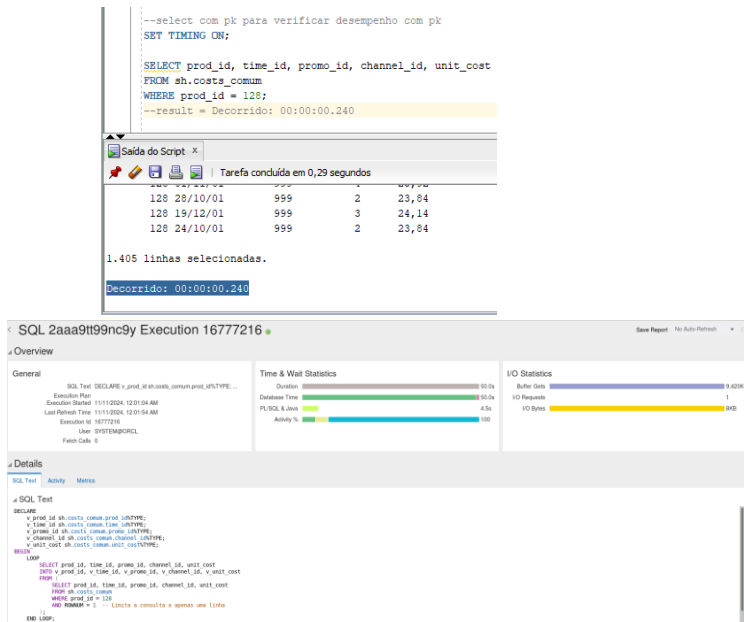 --select com pk para verificar desempenho com pk
SET TIMING ON;
SELECT prod_id, time_id, promo_id, channel_id, unit_cost
FROM sh.costs_comum
WHERE prod_id = 128;
--result = Decorrido: 00:00:00.240
Saída do Script ×
Tarefa concluída em 0,29 segundos
128 28/10/01 999 2 23,84
128 19/12/01 999 3 24,14
128 24/10/01 999 2 23,84
1.405 linhas selecionadas.
Decorrido: 00:00:00.240
SQL 2aaa9tt99nc9y Execution 16777216
Save Report No Auto-Refresh
Overview
General
SQL Text DECLARE v_prod_id sh.costs_comum.prod_id%TYPE; ...
Execution Plan
Execution Started 11/11/2024, 12:01:04 AM
Last Refresh Time 11/11/2024, 12:01:54 AM
Execution Id 16777216
User SYSTEM@ORCL
Fetch Calls 0
Time & Wait Statistics
Duration 50.0s
Database Time 50.0s
PL/SQL & Java 4.5s
Activity % 100
I/O Statistics
Buffer Gets 9,420K
I/O Requests 1
I/O Bytes 8KB
Details
SQL Text Activity Metrics
SQL Text
DECLARE
v_prod_id sh.costs_comum.prod_id%TYPE;
v_time_id sh.costs_comum.time_id%TYPE;
v_promo_id sh.costs_comum.promo_id%TYPE;
v_channel_id sh.costs_comum.channel_id%TYPE;
v_unit_cost sh.costs_comum.unit_cost%TYPE;
BEGIN
LOOP
SELECT prod_id, time_id, promo_id, channel_id, unit_cost
INTO v_prod_id, v_time_id, v_promo_id, v_channel_id, v_unit_cost
FROM (
SELECT prod_id, time_id, promo_id, channel_id, unit_cost
FROM sh.costs_comum
WHERE prod_id = 128
AND ROWNUM = 1 -- Limita a consulta a apenas uma linha
);
END LOOP;